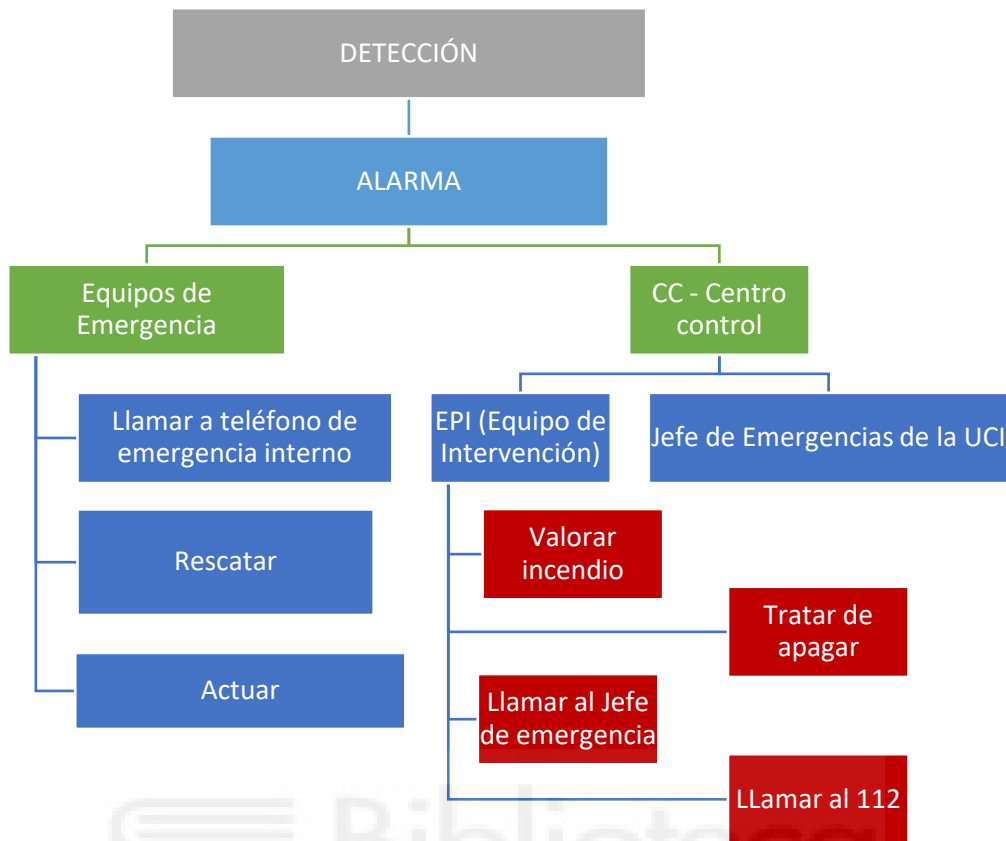 DETECCIÓN
ALARMA
Equipos de
Emergencia
CC - Centro
control
Llamar a teléfono de
emergencia interno
EPI (Equipo de
Intervención)
Jefe de Emergencias de la UCI
Rescatar
Valorar
incendio
Tratar de
apagar
Actuar
Llamar al Jefe
de emergencia
LLamar al 112
Biblioteca